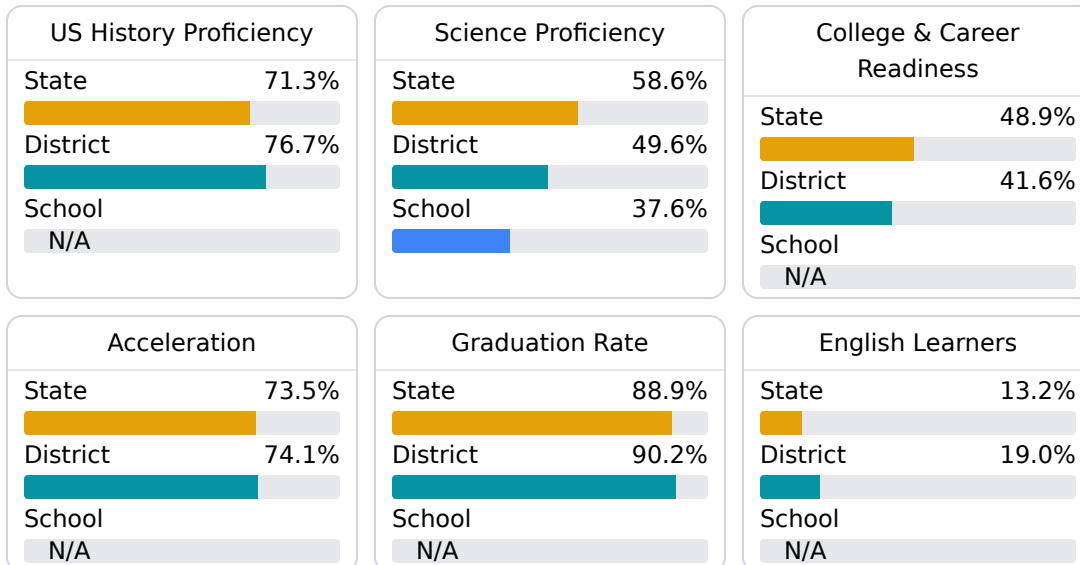 US History Proficiency
State 71.3%
District 76.7%
School
N/A
Science Proficiency
State 58.6%
District 49.6%
School 37.6%
College & Career
Readiness
State 48.9%
District 41.6%
School
N/A
Acceleration
State 73.5%
District 74.1%
School
N/A
Graduation Rate
State 88.9%
District 90.2%
School
N/A
English Learners
State 13.2%
District 19.0%
School
N/A